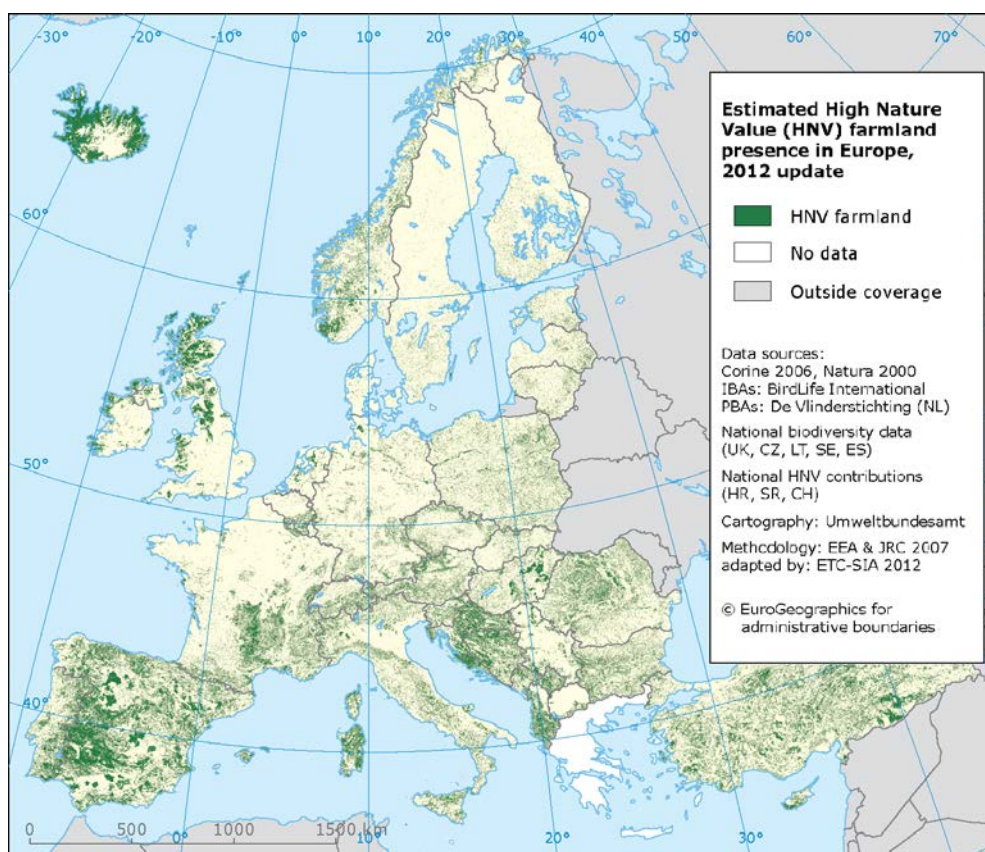 -30°
-20°
-10°
0°
10°
20°
30°
40°
50°
60°
70°
60°
50°
40°
Estimated High Nature
Value (HNV) farmland
presence in Europe,
2012 update
HNV farmland
No data
Outside coverage
Data sources:
Corine 2006, Natura 2000
IBAs: BirdLife International
PBAs: De Vlinderstichting (NL)
National biodiversity data
(UK, CZ, LT, SE, ES)
National HNV contributions
(HR, SR, CH)
Cartography: Umweltbundesamt
Methodology: EEA & JRC 2007
adapted by: ETC-SIA 2012
© EuroGeographics for
administrative boundaries
0 500 1000 1500 km
0° 10° 20° 30° 40°